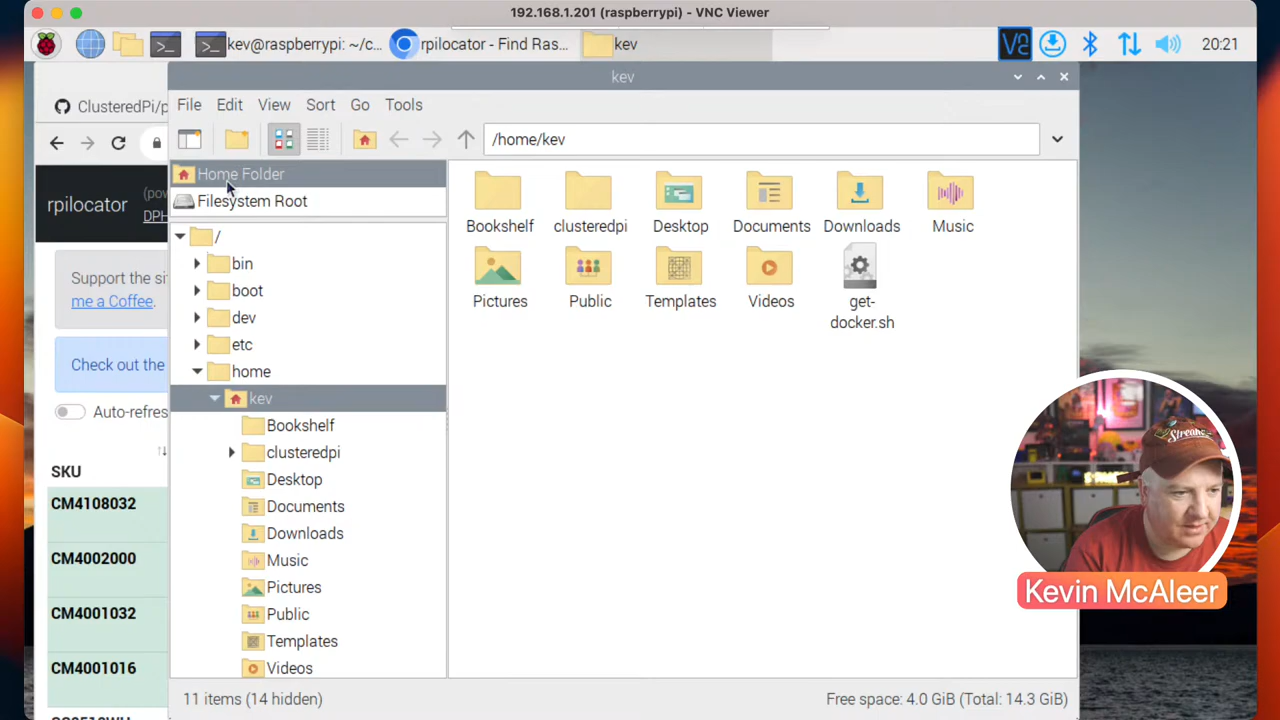 192.168.1.201 (raspberrypi) - VNC Viewer
kev@raspberrypi: ~/c...
rpilocator - Find Ras...
kev
20:21
kev
ClusteredPi/p
File Edit View Sort Go Tools
/home/kev
rpilocator
(pow
DPH
Support the si
me a Coffee.
Check out the
Auto-refres
SKU
CM4108032
CM4002000
CM4001032
CM4001016
Home Folder
Filesystem Root
/
bin
boot
dev
etc
home
kev
Bookshelf
clusteredpi
Desktop
Documents
Downloads
Music
Pictures
Public
Templates
Videos
Bookshelf clusteredpi Desktop Documents Downloads Music
Pictures Public Templates Videos get-
docker.sh
Kevin McAleer
11 items (14 hidden)
Free space: 4.0 GiB (Total: 14.3 GiB)